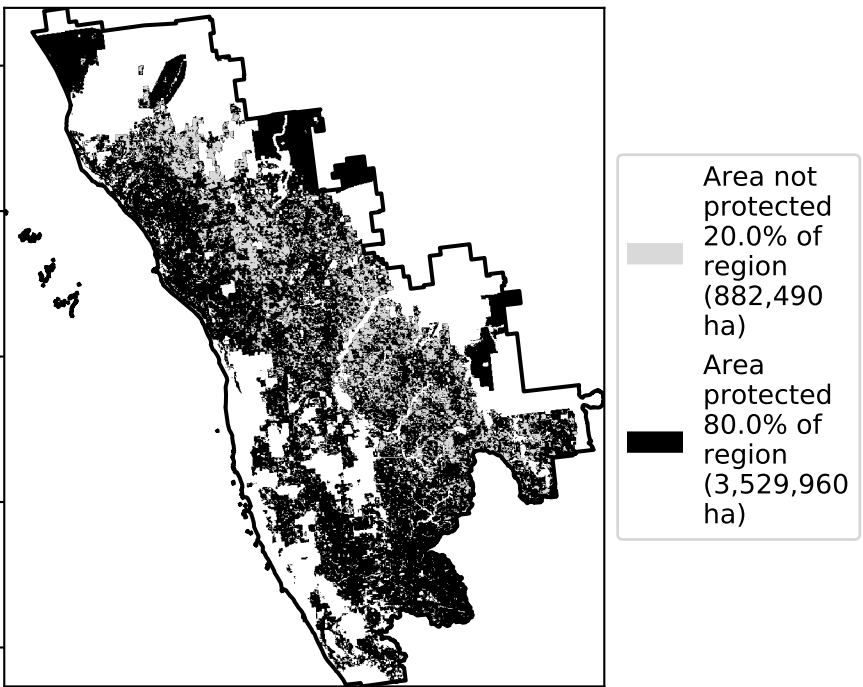 Area not
protected
20.0% of
region
(882,490
ha)
Area
protected
80.0% of
region
(3,529,960
ha)